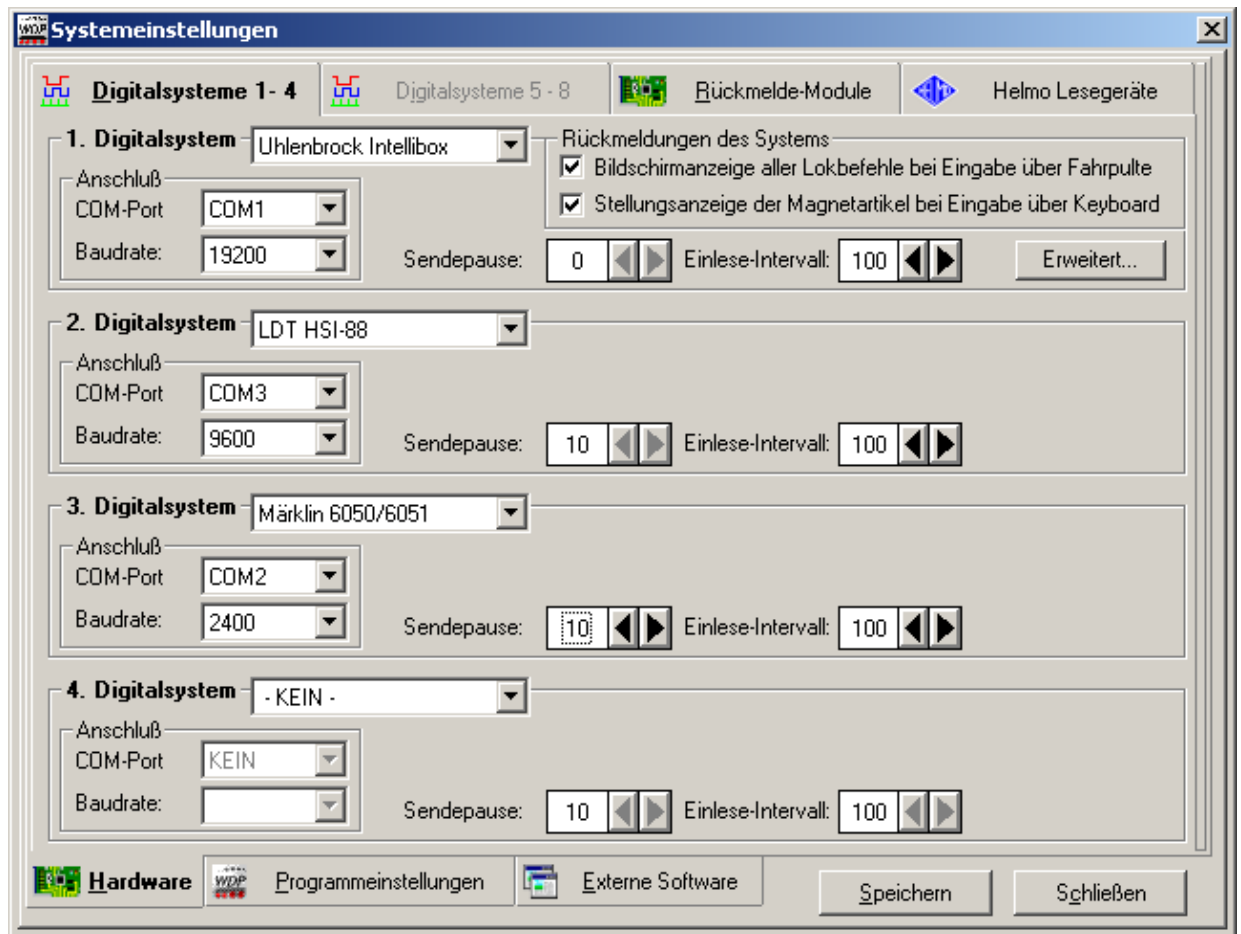 WDP Systemeinstellungen
Digitalsysteme 1- 4 Digitalsysteme 5 - 8 Rückmelde-Module Helmo Lesegeräte
1. Digitalsystem Uhlenbrock Intellibox
Rückmeldungen des Systems
Bildschirmanzeige aller Lokbefehle bei Eingabe über Fahrpulte
Stellungsanzeige der Magnetartikel bei Eingabe über Keyboard
Anschluß
COM-Port COM1
Baudrate: 19200 Sendepause: 0 Einlese-Intervall: 100 Erweitert...
2. Digitalsystem LDT HSI-88
Anschluß
COM-Port COM3
Baudrate: 9600 Sendepause: 10 Einlese-Intervall: 100
3. Digitalsystem Märklin 6050/6051
Anschluß
COM-Port COM2
Baudrate: 2400 Sendepause: 10 Einlese-Intervall: 100
4. Digitalsystem - KEIN -
Anschluß
COM-Port KEIN
Baudrate: Sendepause: 10 Einlese-Intervall: 100
Hardware WDP Programmeinstellungen Externe Software Speichern Schließen